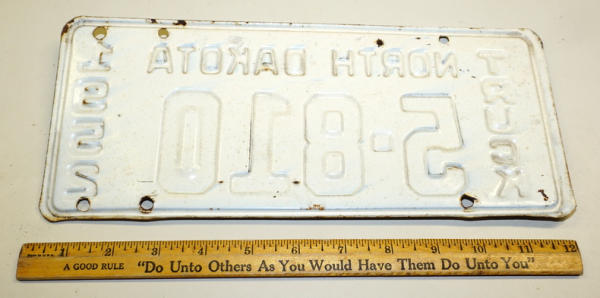 NORTH DAKOTA
TRUCK
5-810
1 2 3 4 5 6 7 8 9 10 11 12
A GOOD RULE "Do Unto Others As You Would Have Them Do Unto You"